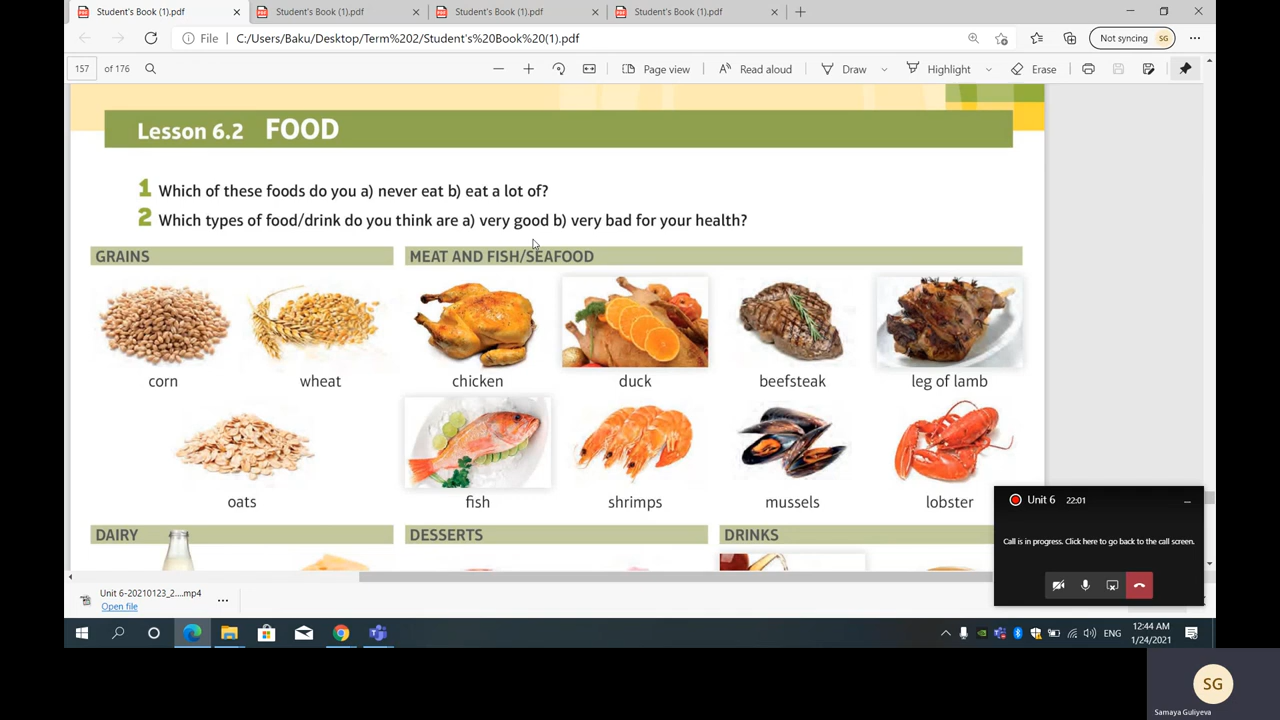 Student's Book (1).pdf
Student's Book (1).pdf
Student's Book (1).pdf
Student's Book (1).pdf
File
C:/Users/Baku/Desktop/Term%202/Student's%20Book%20(1).pdf
Not syncing SG
157 of 176
Page view
Read aloud
Draw
Highlight
Erase
Lesson 6.2 FOOD
1 Which of these foods do you a) never eat b) eat a lot of?
2 Which types of food/drink do you think are a) very good b) very bad for your health?
GRAINS
MEAT AND FISH/SEAFOOD
corn
wheat
chicken
duck
beefsteak
leg of lamb
oats
fish
shrimps
mussels
lobster
DAIRY
DESSERTS
DRINKS
Unit 6 22:01
Call is in progress. Click here to go back to the call screen.
Unit 6-20210123_2....mp4
Open file
ENG
12:44 AM
1/24/2021
SG
Samaya Guliyeva